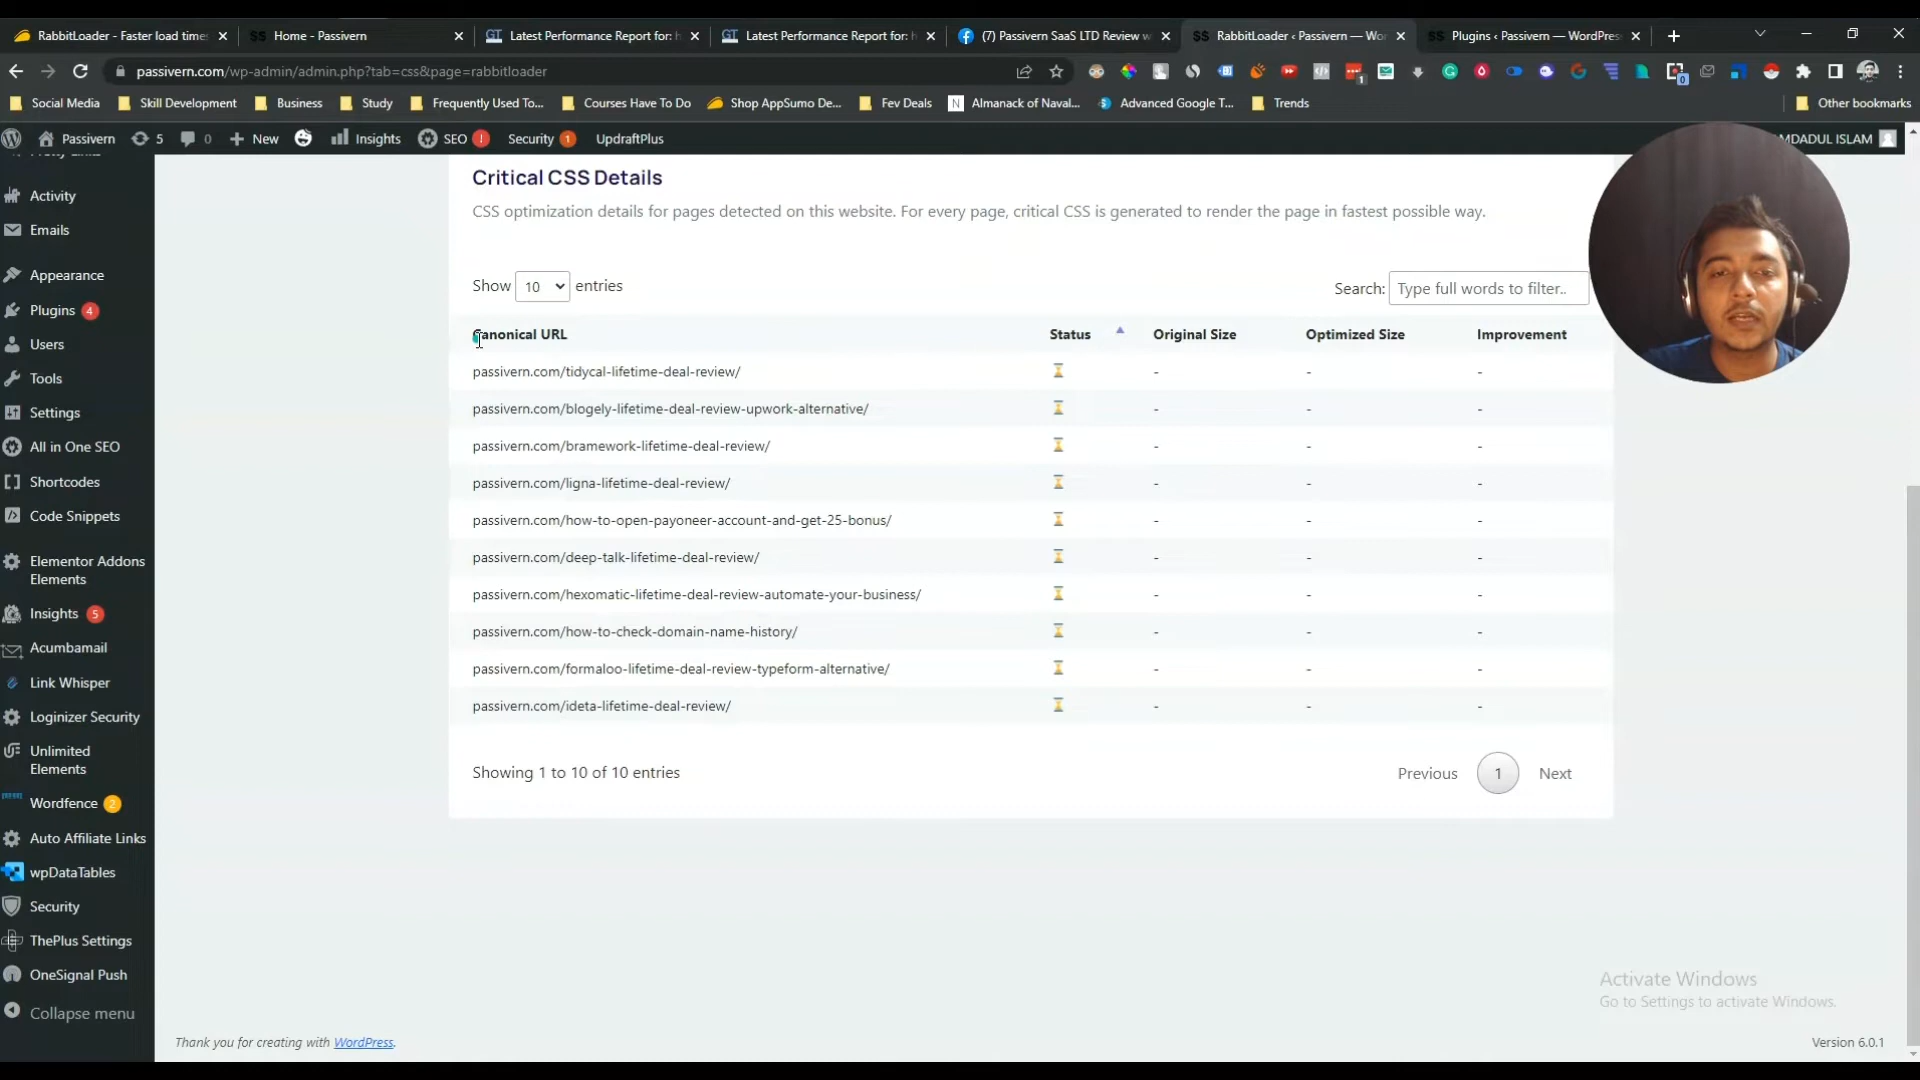 RabbitLoader - Faster load time
Home - Passivern
GT Latest Performance Report for: h
GT Latest Performance Report for: h
(7) Passivern SaaS LTD Review w
RabbitLoader ‹ Passivern — Wor
Plugins ‹ Passivern — WordPres
passivern.com/wp-admin/admin.php?tab=css&page=rabbitloader
Social Media
Skill Development
Business
Study
Frequently Used To...
Courses Have To Do
Shop AppSumo De...
Fev Deals
Almanack of Naval...
Advanced Google T...
Trends
Other bookmarks
Passivern
5
0
New
Insights
SEO !
Security 1
UpdraftPlus
MDADUL ISLAM
Activity
Emails
Appearance
Plugins 4
Users
Tools
Settings
All in One SEO
Shortcodes
Code Snippets
Elementor Addons
Elements
Insights 5
Acumbamail
Link Whisper
Loginizer Security
Unlimited
Elements
Wordfence 2
Auto Affiliate Links
wpDataTables
Security
ThePlus Settings
OneSignal Push
Collapse menu
Critical CSS Details
CSS optimization details for pages detected on this website. For every page, critical CSS is generated to render the page in fastest possible way.
Show 10 entries
Search: Type full words to filter..
Canonical URL Status Original Size Optimized Size Improvement
passivern.com/tidycal-lifetime-deal-review/ - - -
passivern.com/blogely-lifetime-deal-review-upwork-alternative/ - - -
passivern.com/bramework-lifetime-deal-review/ - - -
passivern.com/ligna-lifetime-deal-review/ - - -
passivern.com/how-to-open-payoneer-account-and-get-25-bonus/ - - -
passivern.com/deep-talk-lifetime-deal-review/ - - -
passivern.com/hexomatic-lifetime-deal-review-automate-your-business/ - - -
passivern.com/how-to-check-domain-name-history/ - - -
passivern.com/formaloo-lifetime-deal-review-typeform-alternative/ - - -
passivern.com/ideta-lifetime-deal-review/ - - -
Showing 1 to 10 of 10 entries
Previous 1 Next
Activate Windows
Go to Settings to activate Windows.
Thank you for creating with WordPress.
Version 6.0.1